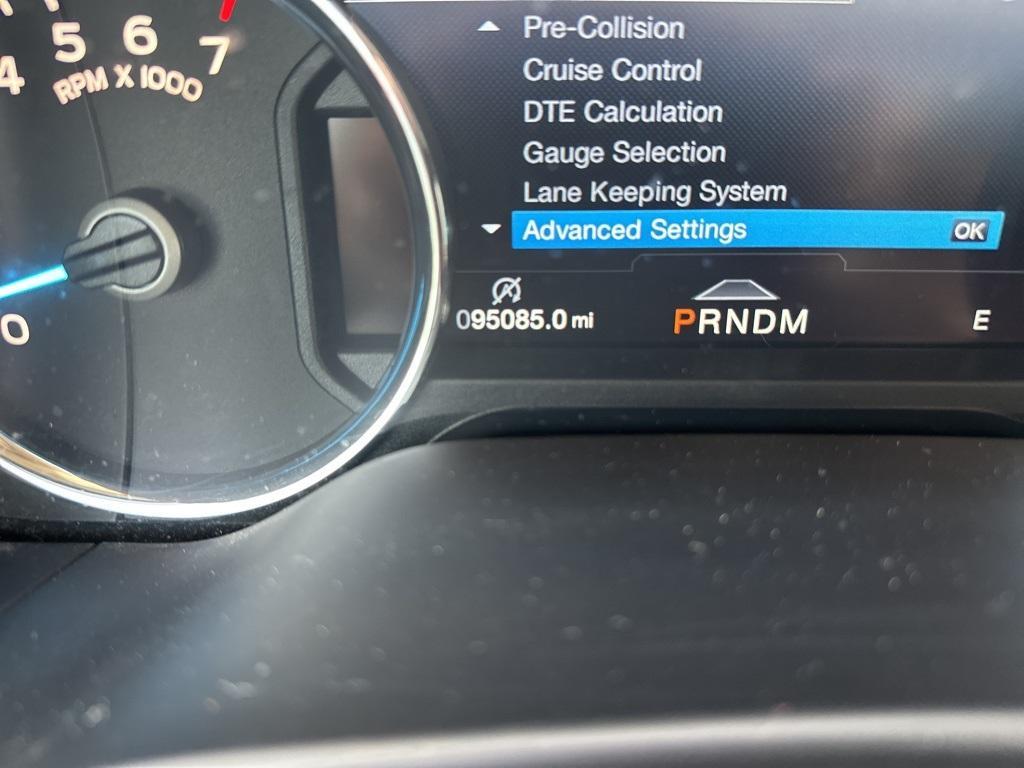 4 5 6 7
RPM X 1000
0
Pre-Collision
Cruise Control
DTE Calculation
Gauge Selection
Lane Keeping System
Advanced Settings OK
095085.0 mi PRNDM E